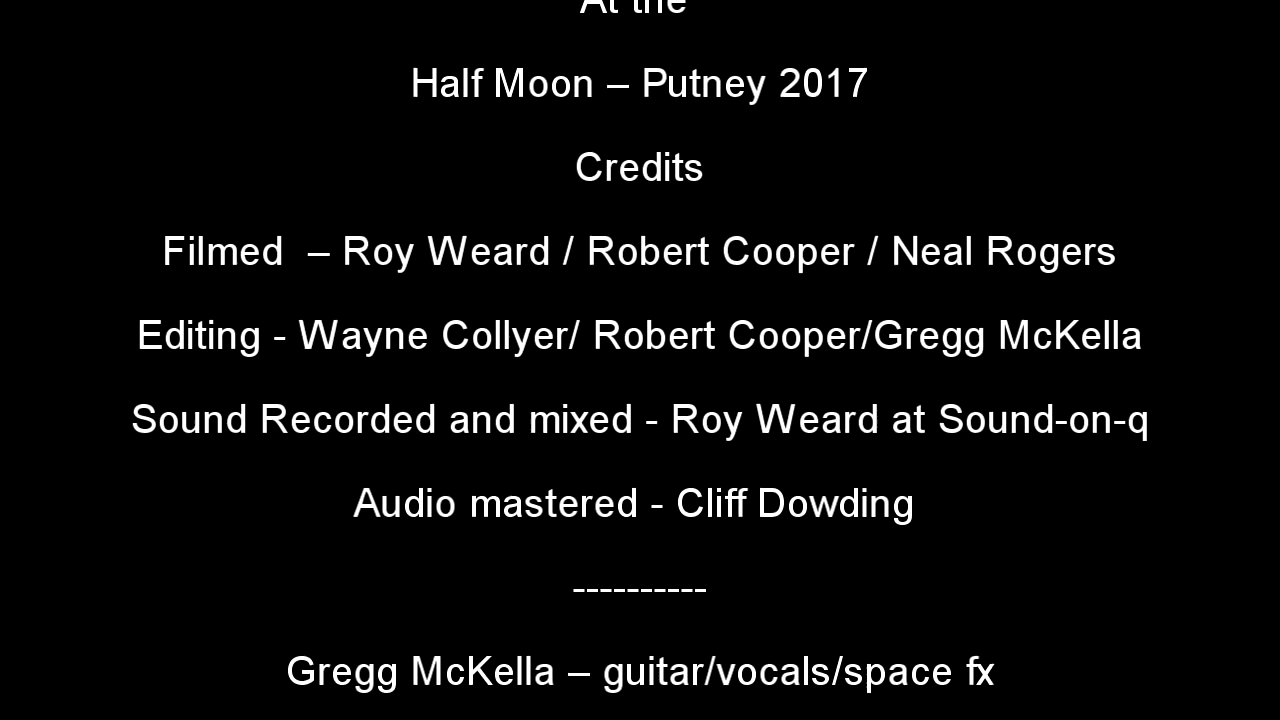 At the
Half Moon – Putney 2017
Credits
Filmed – Roy Weard / Robert Cooper / Neal Rogers
Editing - Wayne Collyer/ Robert Cooper/Gregg McKella
Sound Recorded and mixed - Roy Weard at Sound-on-q
Audio mastered - Cliff Dowding
----------
Gregg McKella – guitar/vocals/space fx